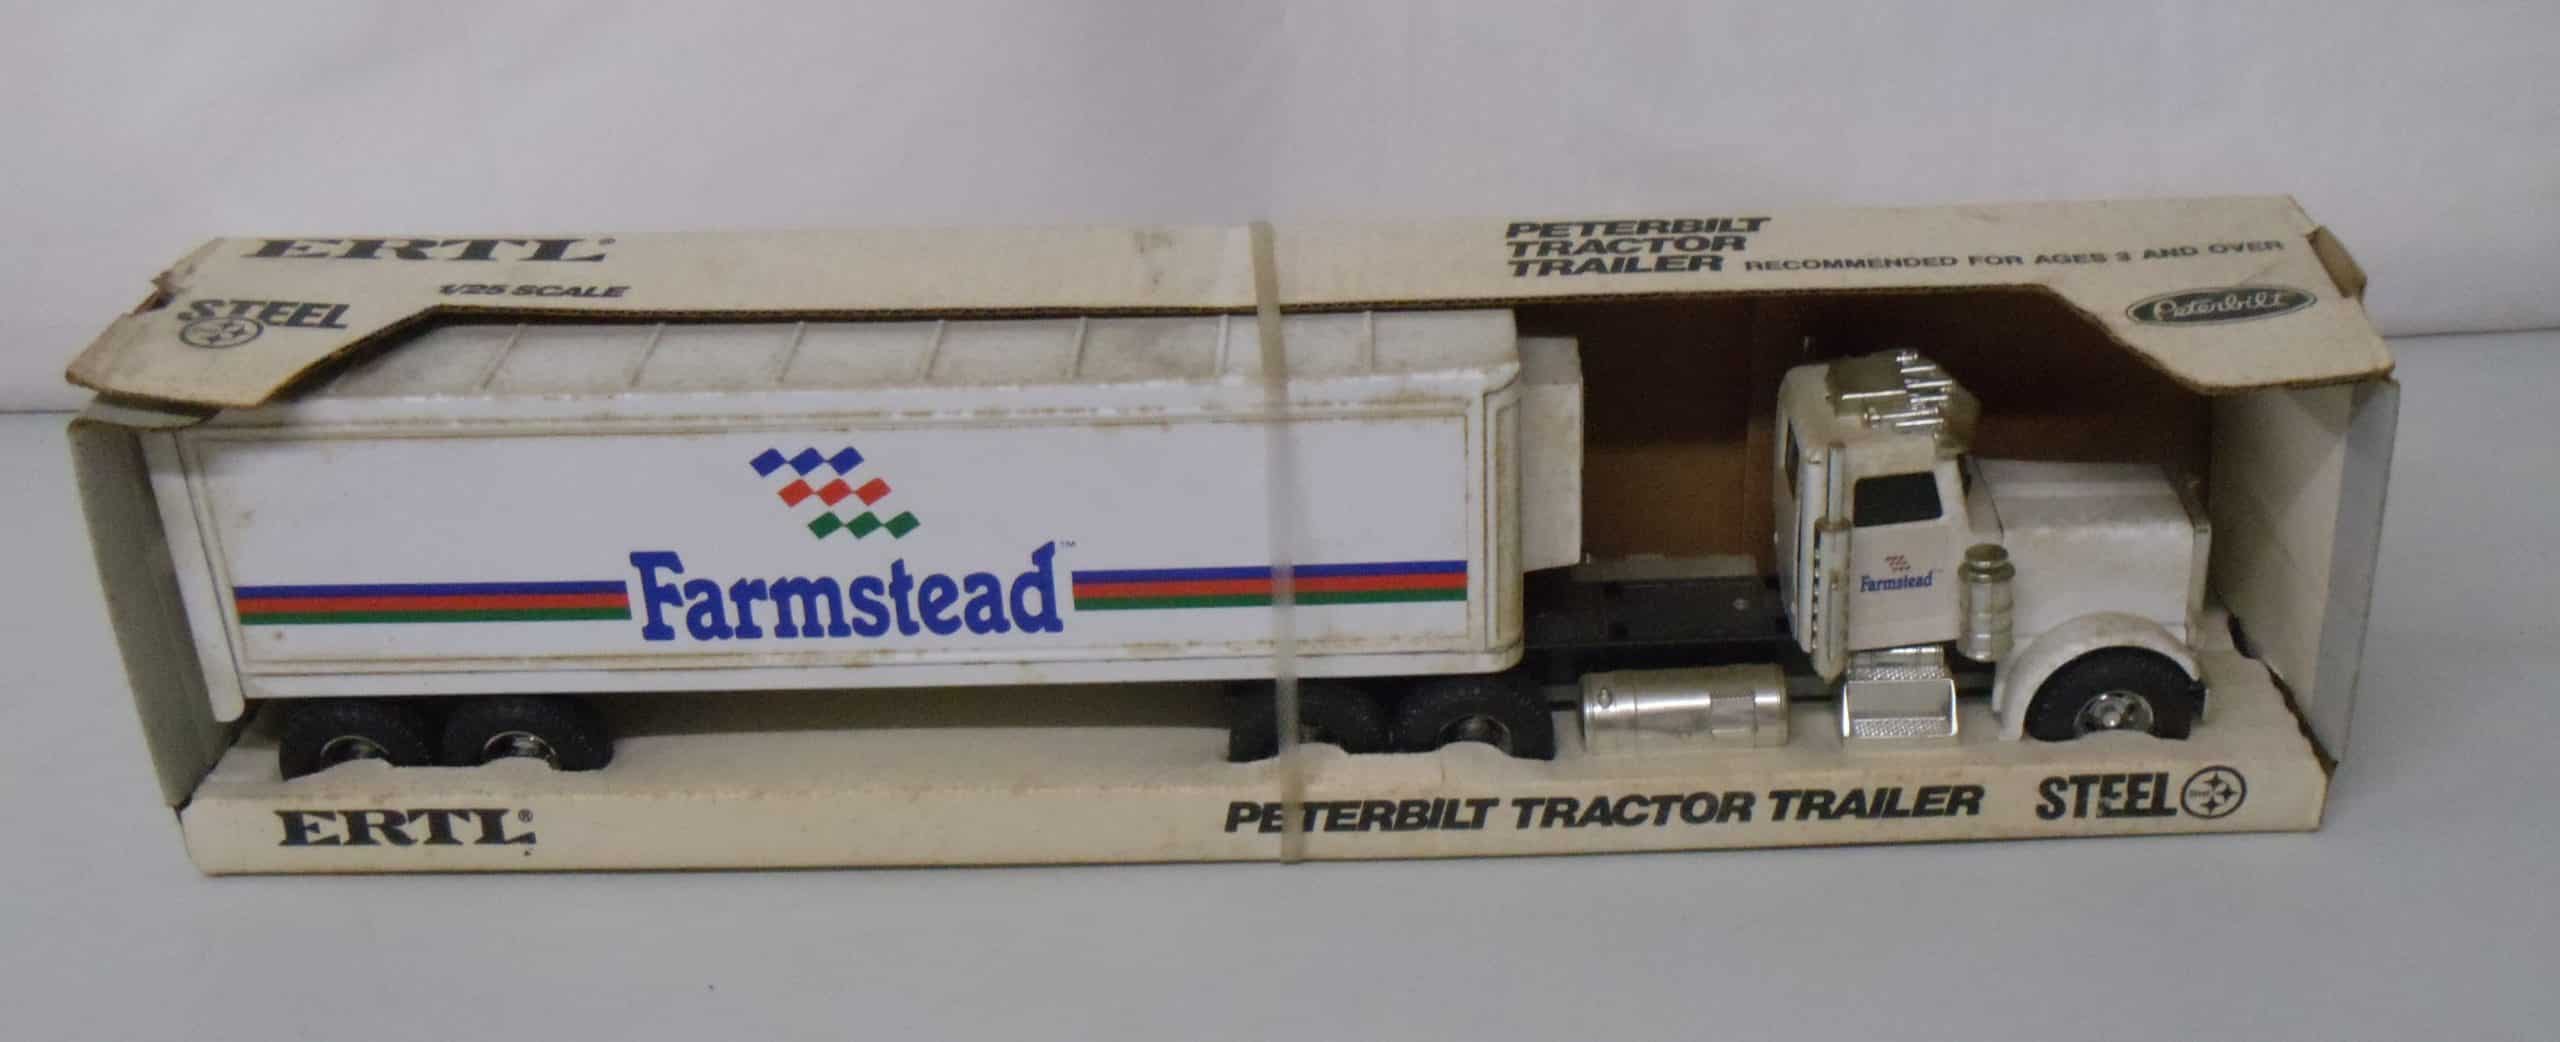 ERTL®
1/25 SCALE
STEEL
PETERBILT
TRACTOR
TRAILER RECOMMENDED FOR AGES 3 AND OVER
Peterbilt
Farmstead™
Farmstead
ERTL®
PETERBILT TRACTOR TRAILER STEEL